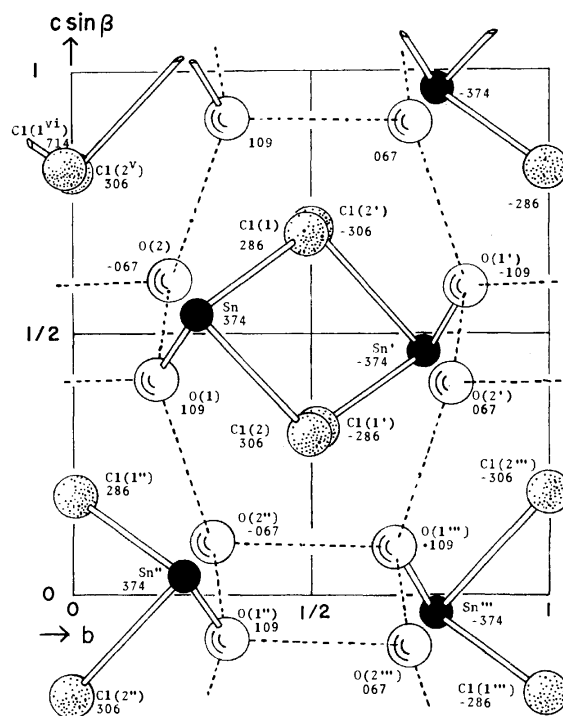 c sin β
1
-374
109
067
Cl(1^vi)
714
Cl(2^v)
306
-286
Cl(1)
286
Cl(2')
-306
O(2)
-067
O(1')
-109
Sn
374
1/2
Sn'
-374
O(1)
109
O(2')
067
Cl(2)
306
Cl(1')
-286
Cl(1'')
286
Cl(2''')
-306
O(2'')
-067
O(1''')
-109
Sn''
374
0
0
1/2
1
Sn'''
-374
b
O(1'')
109
O(2''')
067
Cl(2'')
306
Cl(1''')
-286